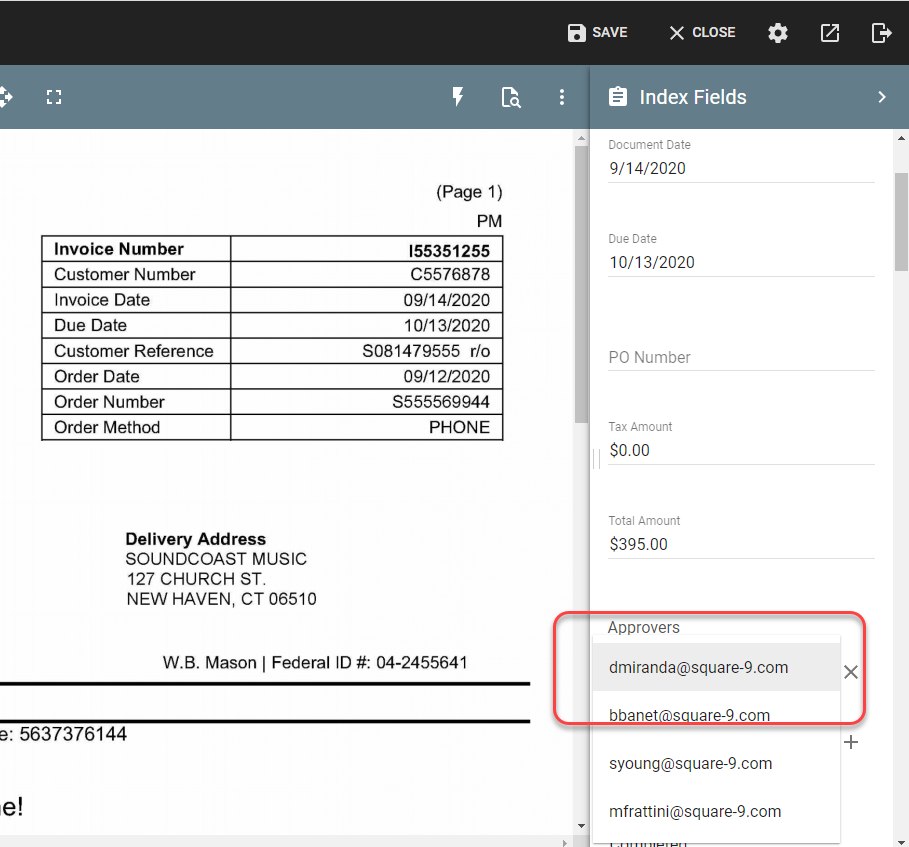 SAVE CLOSE
Index Fields
(Page 1)
PM
Invoice Number I55351255
Customer Number C5576878
Invoice Date 09/14/2020
Due Date 10/13/2020
Customer Reference S081479555 r/o
Order Date 09/12/2020
Order Number S555569944
Order Method PHONE
Delivery Address
SOUNDCOAST MUSIC
127 CHURCH ST.
NEW HAVEN, CT 06510
W.B. Mason | Federal ID #: 04-2455641
e: 5637376144
e!
Document Date
9/14/2020
Due Date
10/13/2020
PO Number
Tax Amount
$0.00
Total Amount
$395.00
Approvers
dmiranda@square-9.com
bbanet@square-9.com
syoung@square-9.com
mfrattini@square-9.com
Completed